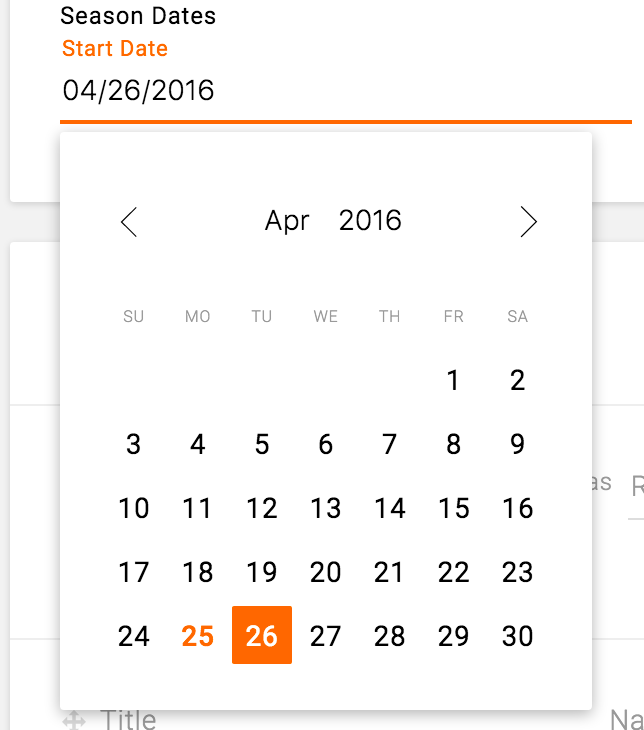 Season Dates
Start Date
04/26/2016
Apr 2016
SU MO TU WE TH FR SA
1 2
3 4 5 6 7 8 9
10 11 12 13 14 15 16
17 18 19 20 21 22 23
as
24 25 26 27 28 29 30
Title